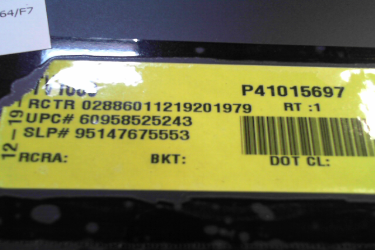 64/F7
P41015697
RCTR 02886011219201979 RT :1
UPC# 60958525243
SLP# 95147675553
12-19
RCRA: BKT: DOT CL: